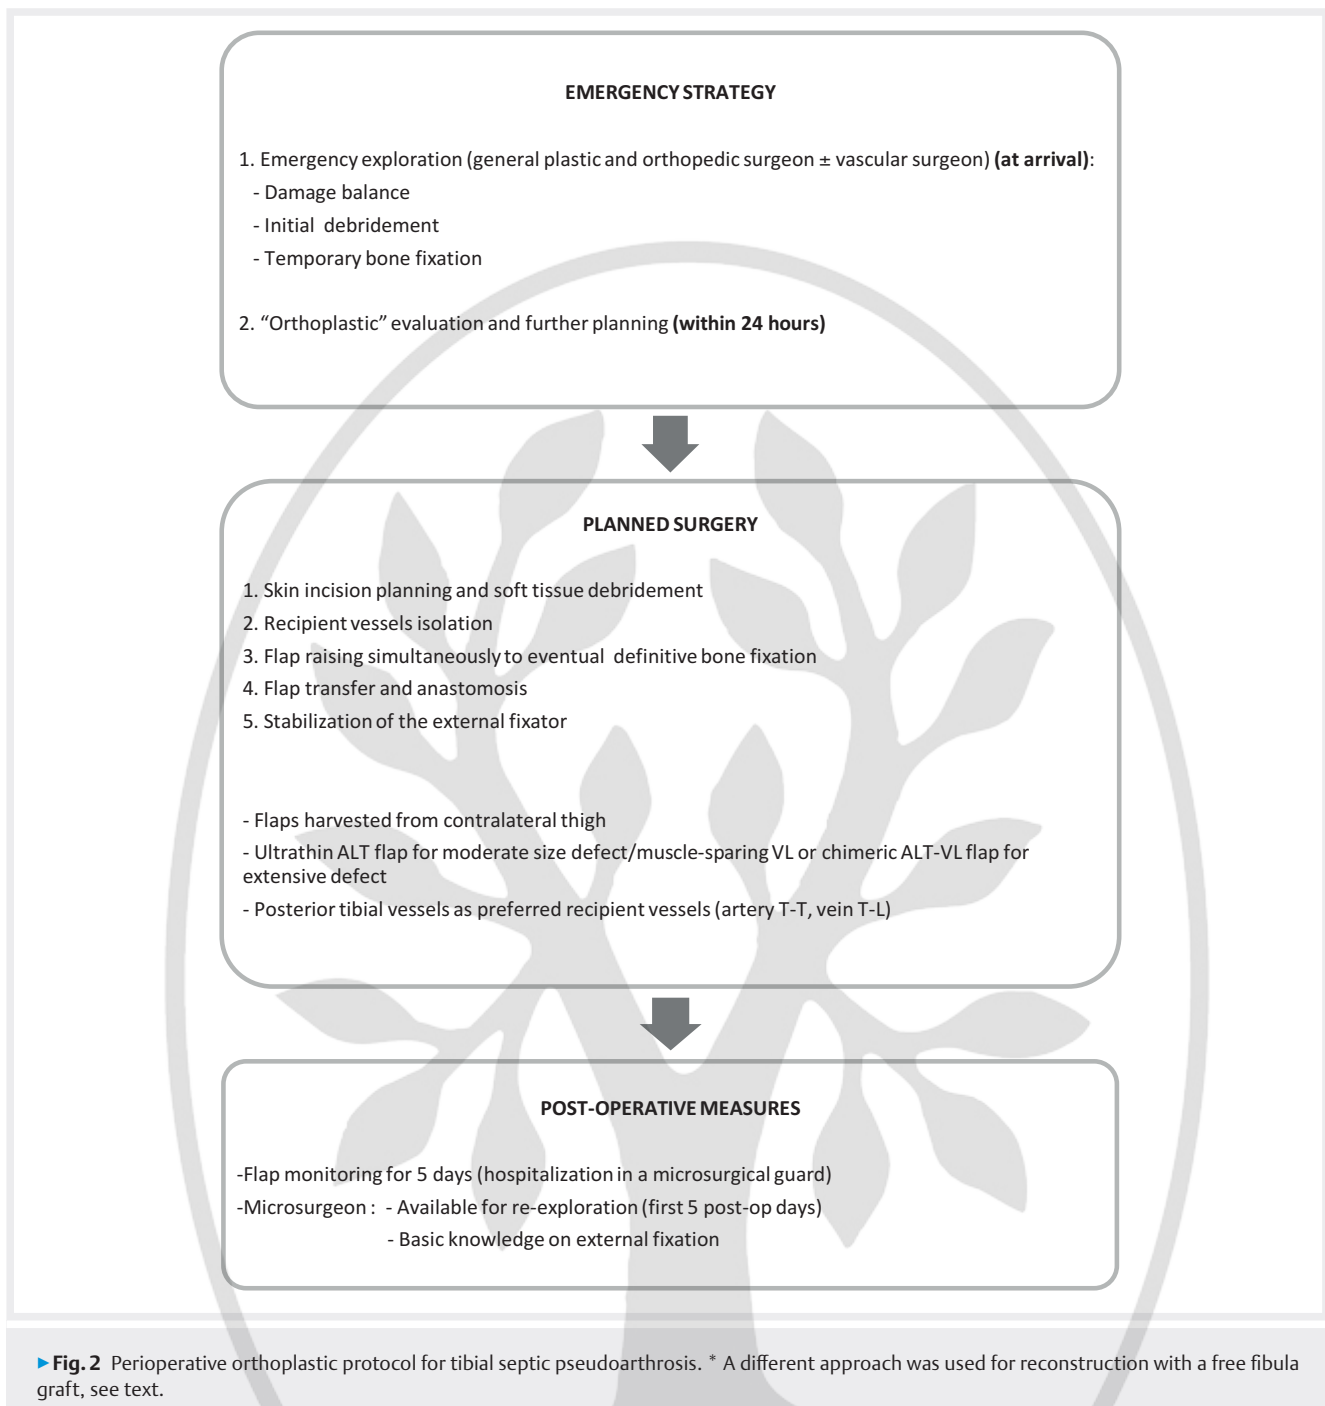 EMERGENCY STRATEGY
1. Emergency exploration (general plastic and orthopedic surgeon ± vascular surgeon) (at arrival):
- Damage balance
- Initial debridement
- Temporary bone fixation
2. “Orthoplastic” evaluation and further planning (within 24 hours)
PLANNED SURGERY
1. Skin incision planning and soft tissue debridement
2. Recipient vessels isolation
3. Flap raising simultaneously to eventual definitive bone fixation
4. Flap transfer and anastomosis
5. Stabilization of the external fixator
- Flaps harvested from contralateral thigh
- Ultrathin ALT flap for moderate size defect/muscle-sparing VL or chimeric ALT-VL flap for
extensive defect
- Posterior tibial vessels as preferred recipient vessels (artery T-T, vein T-L)
POST-OPERATIVE MEASURES
-Flap monitoring for 5 days (hospitalization in a microsurgical guard)
-Microsurgeon : - Available for re-exploration (first 5 post-op days)
- Basic knowledge on external fixation
►Fig. 2 Perioperative orthoplastic protocol for tibial septic pseudoarthrosis. * A different approach was used for reconstruction with a free fibula
graft, see text.